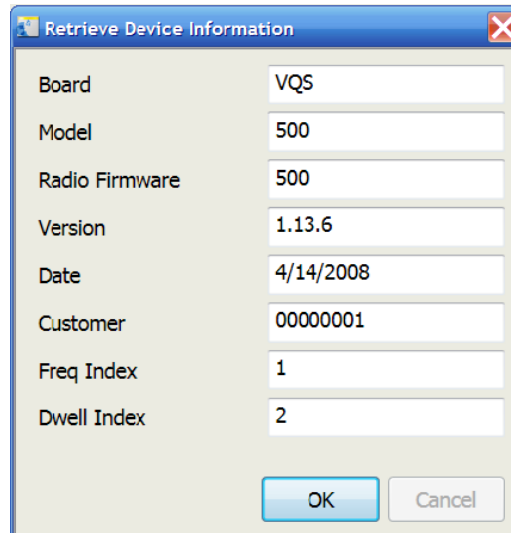 Retrieve Device Information
Board VQS
Model 500
Radio Firmware 500
Version 1.13.6
Date 4/14/2008
Customer 00000001
Freq Index 1
Dwell Index 2
OK Cancel